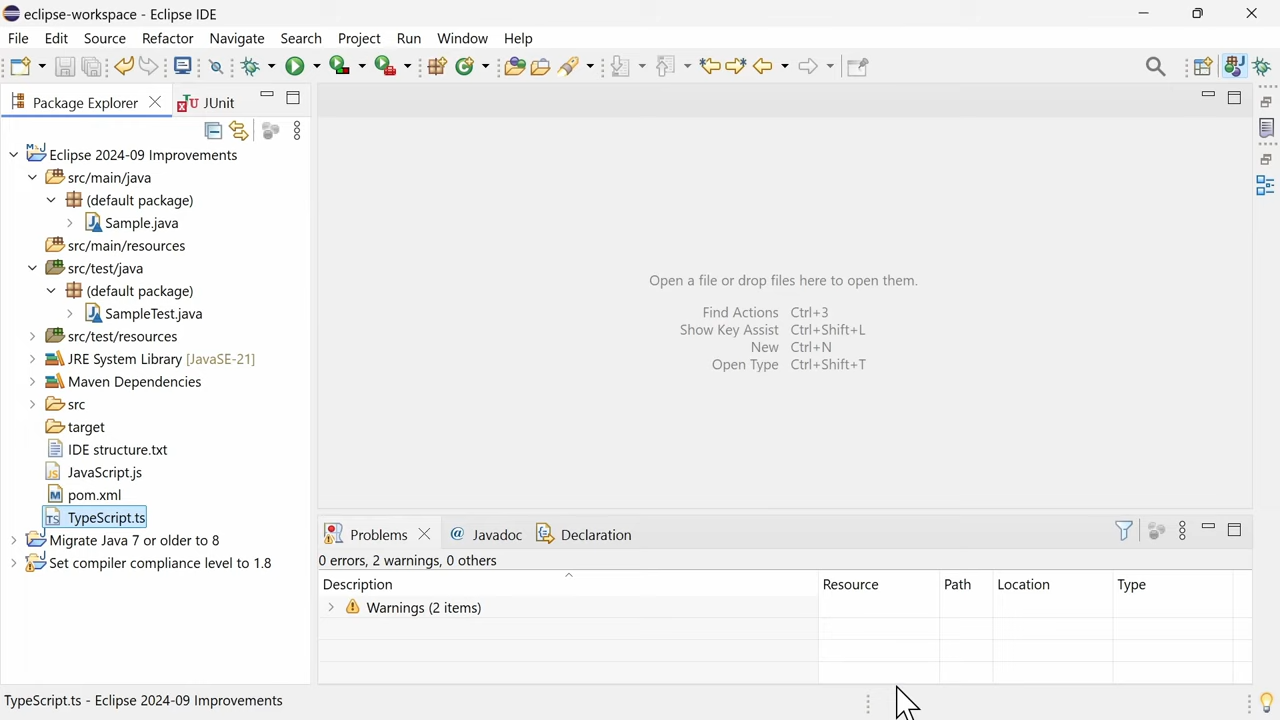 eclipse-workspace - Eclipse IDE
File Edit Source Refactor Navigate Search Project Run Window Help
Package Explorer
JUnit
Eclipse 2024-09 Improvements
src/main/java
(default package)
Sample.java
src/main/resources
src/test/java
(default package)
SampleTest.java
src/test/resources
JRE System Library [JavaSE-21]
Maven Dependencies
src
target
IDE structure.txt
JavaScript.js
pom.xml
TypeScript.ts
Migrate Java 7 or older to 8
Set compiler compliance level to 1.8
Open a file or drop files here to open them.
Find Actions Ctrl+3
Show Key Assist Ctrl+Shift+L
New Ctrl+N
Open Type Ctrl+Shift+T
Problems @ Javadoc Declaration
0 errors, 2 warnings, 0 others
Description Resource Path Location Type
Warnings (2 items)
TypeScript.ts - Eclipse 2024-09 Improvements